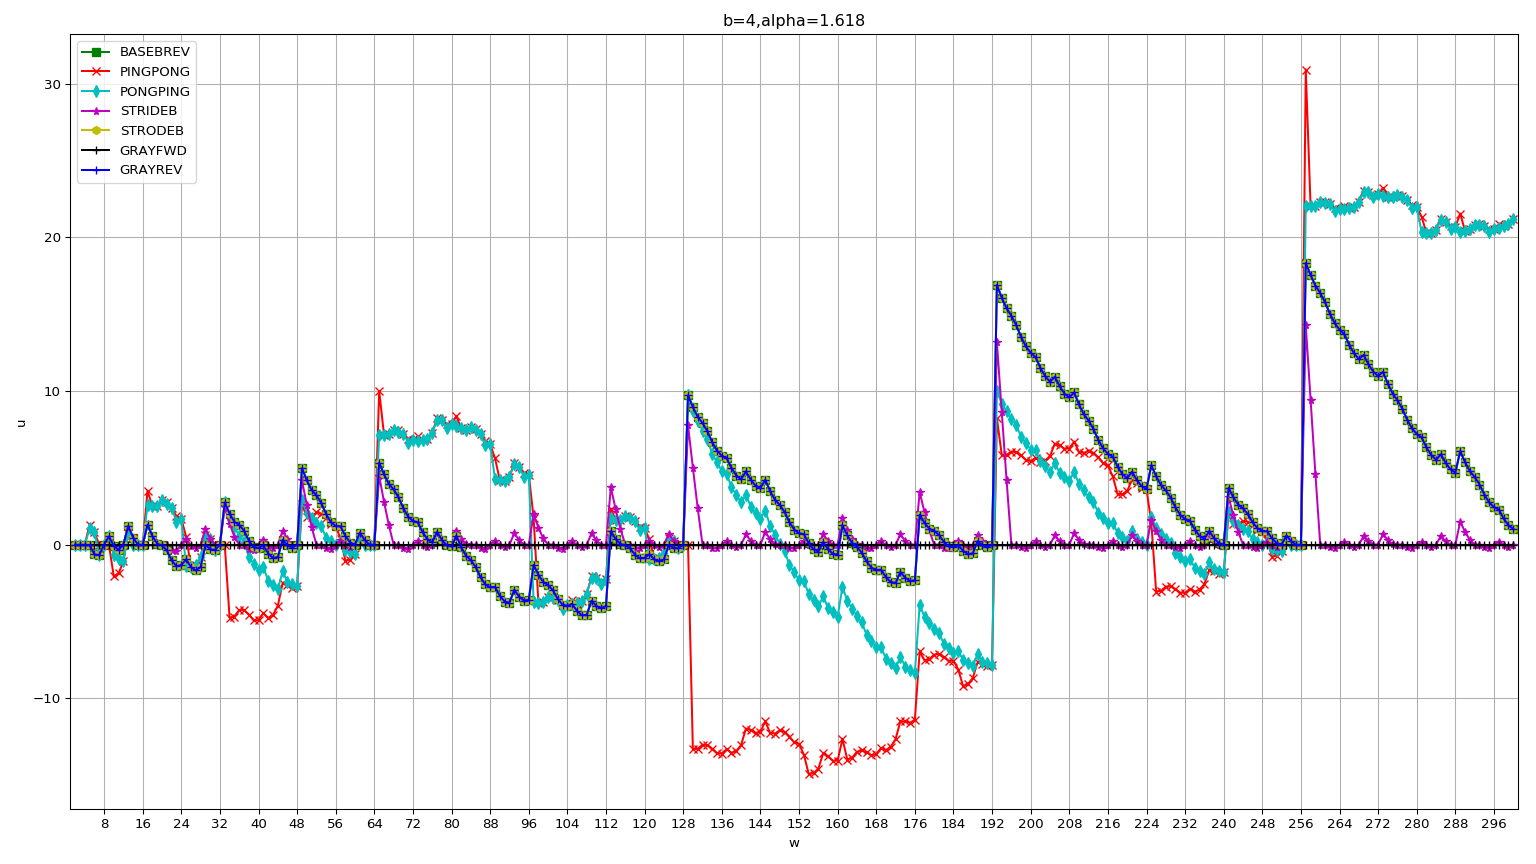 b=4,alpha=1.618
BASEBREV
PINGPONG
PONGPING
STRIDEB
STRODEB
GRAYFWD
GRAYREV
30
20
10
0
−10
u
8 16 24 32 40 48 56 64 72 80 88 96 104 112 120 128 136 144 152 160 168 176 184 192 200 208 216 224 232 240 248 256 264 272 280 288 296
w